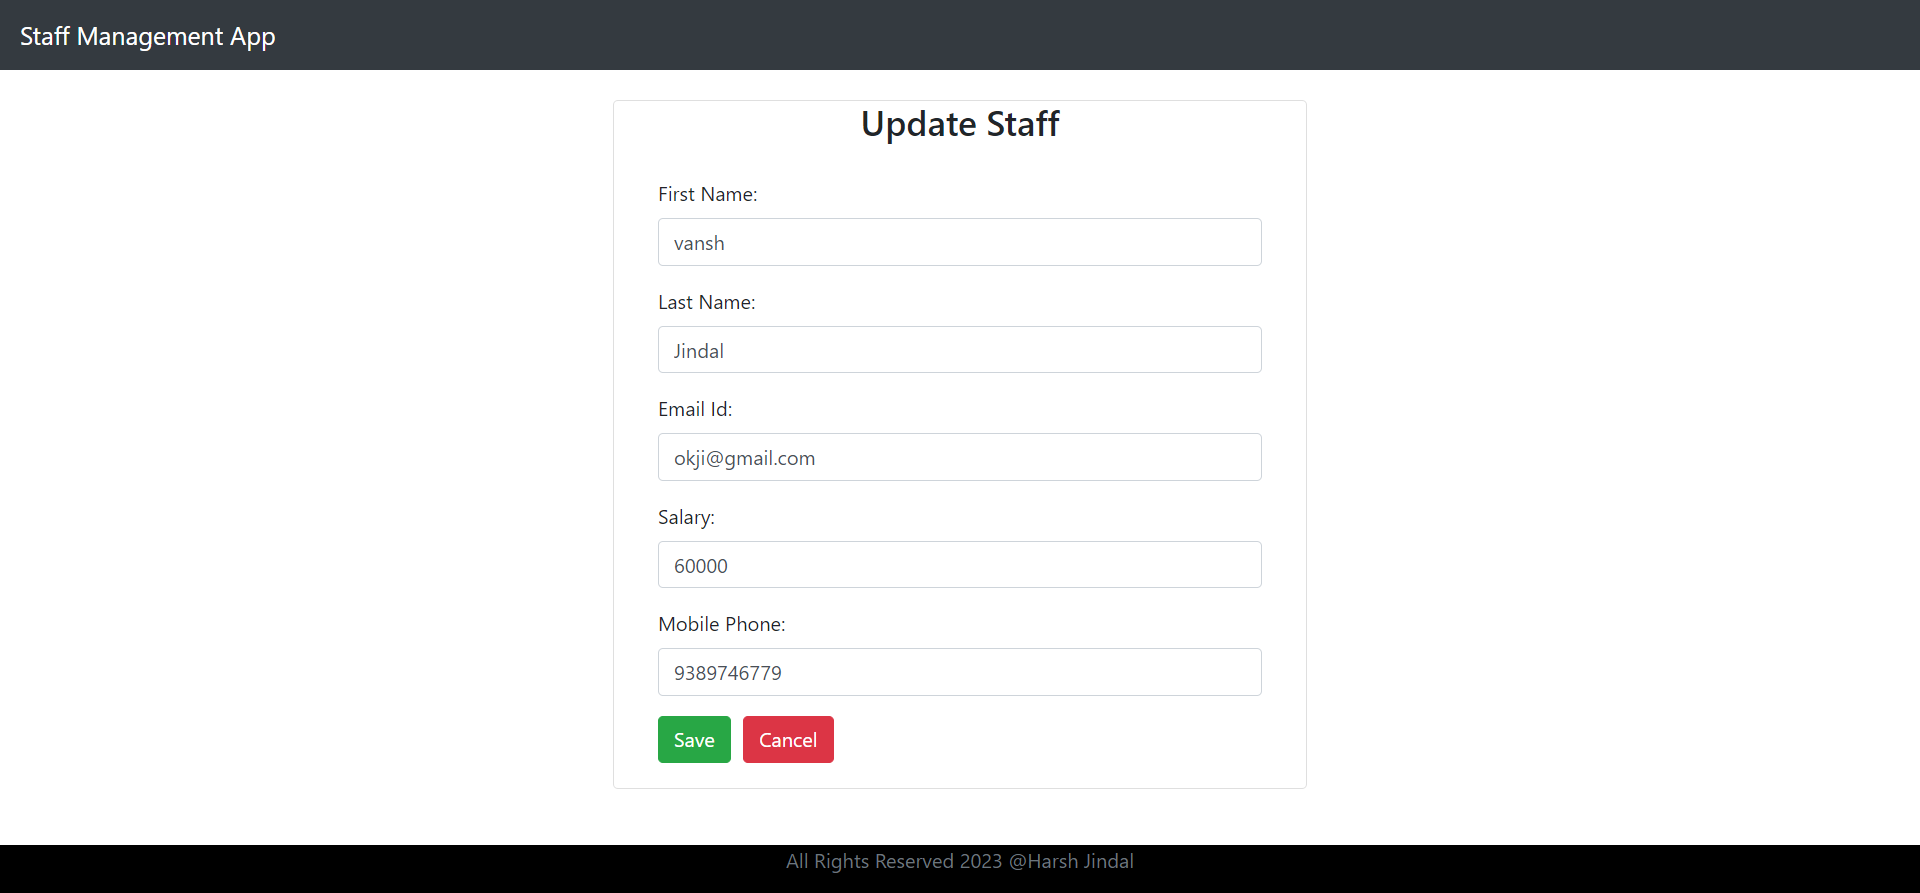 Staff Management App
Update Staff
First Name:
vansh
Last Name:
Jindal
Email Id:
okji@gmail.com
Salary:
60000
Mobile Phone:
9389746779
Save Cancel
All Rights Reserved 2023 @Harsh Jindal